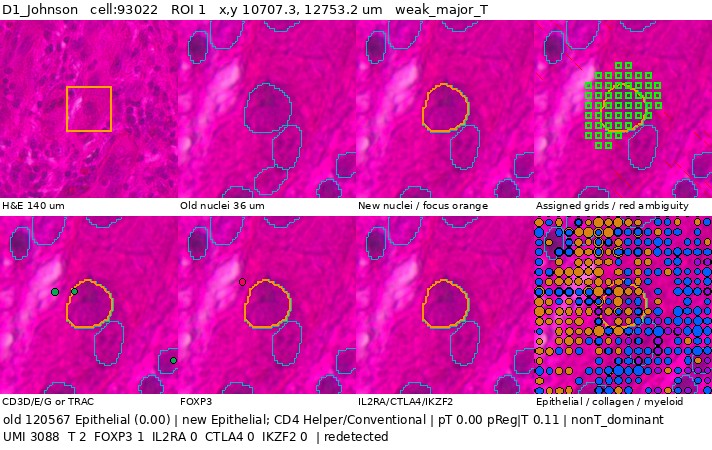 D1_Johnson cell:93022 ROI 1 x,y 10707.3, 12753.2 um weak_major_T
H&E 140 um
Old nuclei 36 um
New nuclei / focus orange
Assigned grids / red ambiguity
CD3D/E/G or TRAC
FOXP3
IL2RA/CTLA4/IKZF2
Epithelial / collagen / myeloid
old 120567 Epithelial (0.00) | new Epithelial; CD4 Helper/Conventional | pT 0.00 pReg|T 0.11 | nonT_dominant
UMI 3088 T 2 FOXP3 1 IL2RA 0 CTLA4 0 IKZF2 0 | redetected